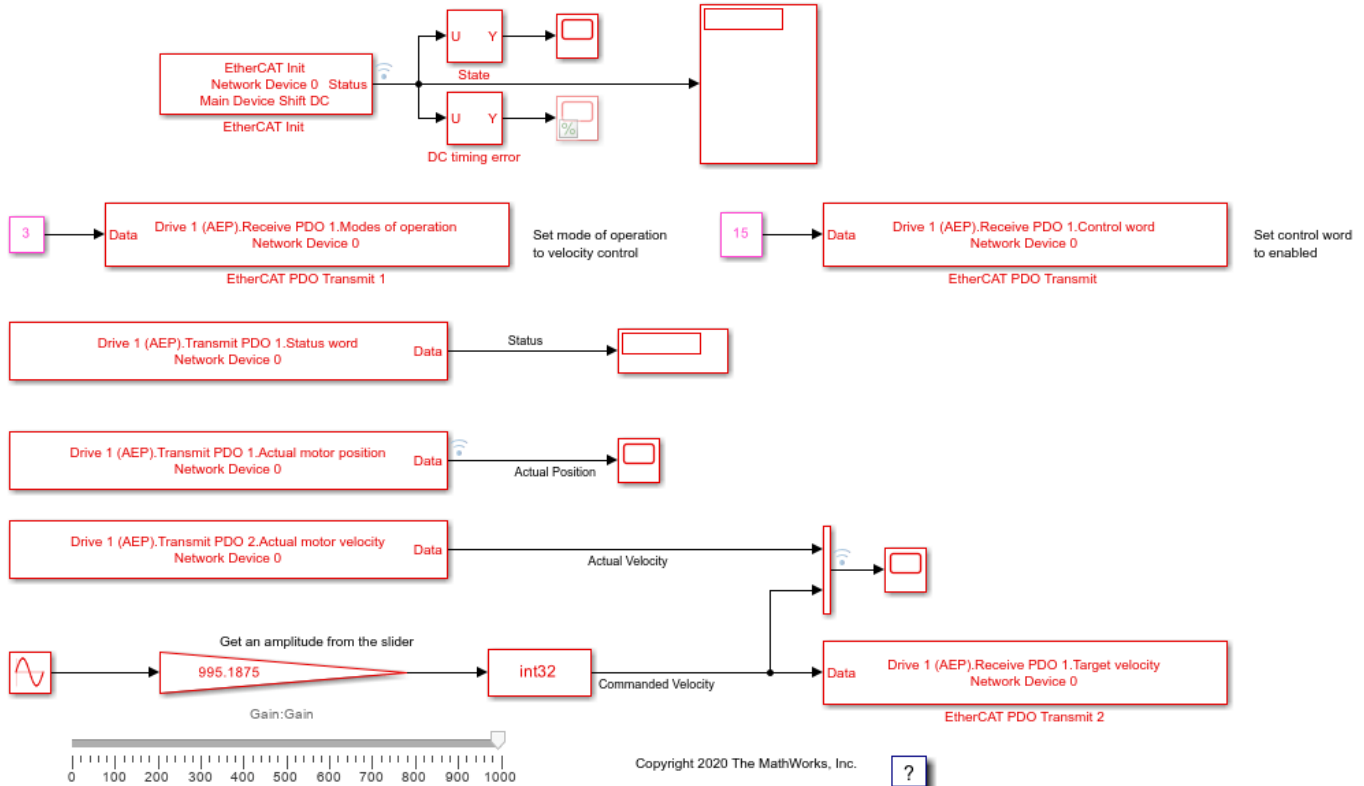 U Y
State
EtherCAT Init
Network Device 0 Status
Main Device Shift DC
EtherCAT Init
U Y
%
DC timing error
3
Data
Drive 1 (AEP).Receive PDO 1.Modes of operation
Network Device 0
EtherCAT PDO Transmit 1
Set mode of operation
to velocity control
15
Data
Drive 1 (AEP).Receive PDO 1.Control word
Network Device 0
EtherCAT PDO Transmit
Set control word
to enabled
Drive 1 (AEP).Transmit PDO 1.Status word
Network Device 0
Data
Status
Drive 1 (AEP).Transmit PDO 1.Actual motor position
Network Device 0
Data
Actual Position
Drive 1 (AEP).Transmit PDO 2.Actual motor velocity
Network Device 0
Data
Actual Velocity
Get an amplitude from the slider
995.1875
Gain:Gain
int32
Commanded Velocity
Data
Drive 1 (AEP).Receive PDO 1.Target velocity
Network Device 0
EtherCAT PDO Transmit 2
0 100 200 300 400 500 600 700 800 900 1000
Copyright 2020 The MathWorks, Inc.
?